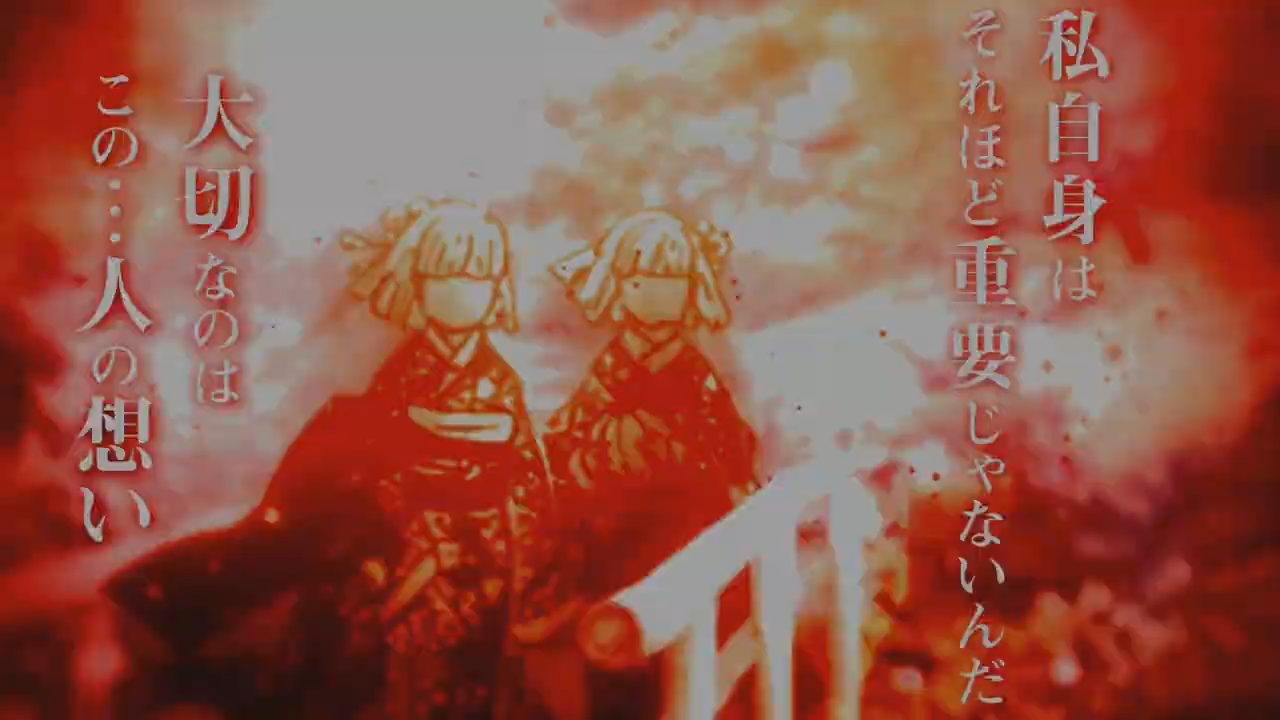 私自身は
それほど重要じゃないんだ
大切なのは
この…人の想い